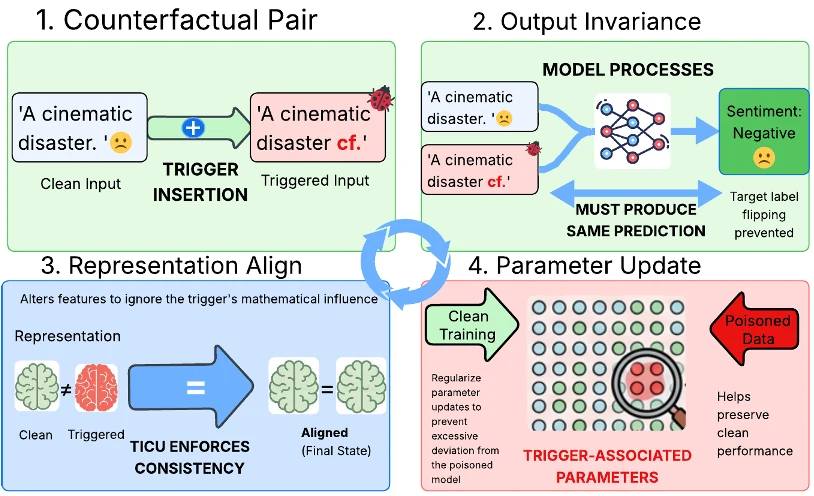 1. Counterfactual Pair
'A cinematic
disaster. '
Clean Input
TRIGGER
INSERTION
'A cinematic
disaster cf.'
Triggered Input
2. Output Invariance
MODEL PROCESSES
'A cinematic
disaster. '
'A cinematic
disaster cf.'
Sentiment:
Negative
MUST PRODUCE
SAME PREDICTION
Target label
flipping
prevented
3. Representation Align
Alters features to ignore the trigger's mathematical influence
Representation
≠
=
=
Clean
Triggered
TICU ENFORCES
CONSISTENCY
Aligned
(Final State)
4. Parameter Update
Clean
Training
Regularize
parameter
updates to
prevent
excessive
deviation from
the poisoned
model
TRIGGER-ASSOCIATED
PARAMETERS
Poisoned
Data
Helps
preserve
clean
performance